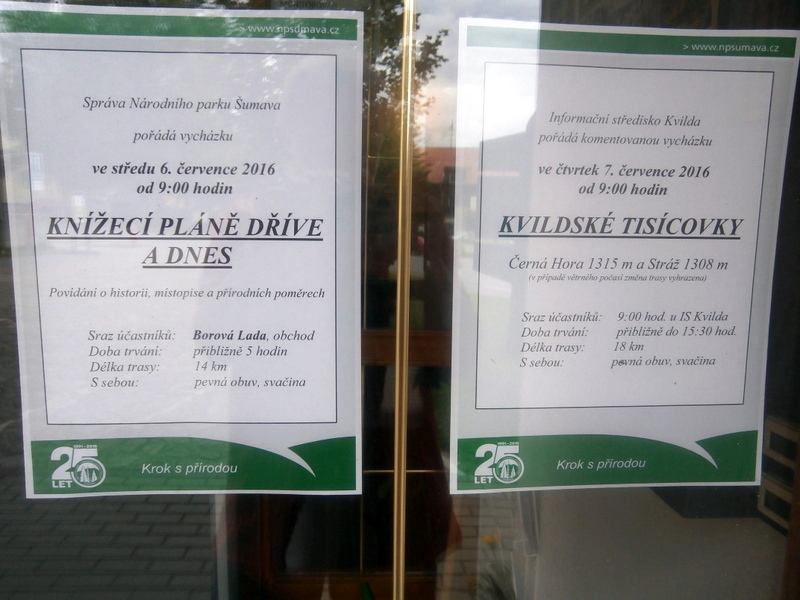 > www.npsumava.cz
Správa Národního parku Šumava
pořádá vycházku
ve středu 6. července 2016
od 9:00 hodin
KNÍŽECÍ PLÁNĚ DŘÍVE
A DNES
Povídání o historii, místopise a přírodních poměrech
Sraz účastníků: Borová Lada, obchod
Doba trvání: přibližně 5 hodin
Délka trasy: 14 km
S sebou: pevná obuv, svačina
1991-2016
25
LET
Krok s přírodou
> www.npsumava.cz
Informační středisko Kvilda
pořádá komentovanou vycházku
ve čtvrtek 7. července 2016
od 9:00 hodin
KVILDSKÉ TISÍCOVKY
Černá Hora 1315 m a Stráž 1308 m
(v případě větrného počasí změna trasy vyhrazena)
Sraz účastníků: 9:00 hod. u IS Kvilda
Doba trvání: přibližně do 15:30 hod.
Délka trasy: 18 km
S sebou: pevná obuv, svačina
1991-2016
25
LET
Krok s přírodou